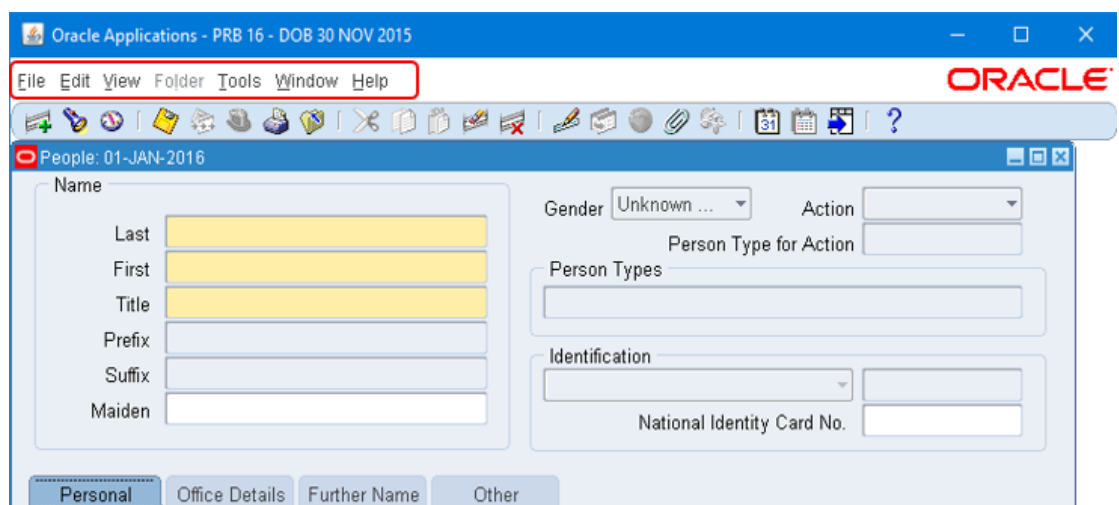 Oracle Applications - PRB 16 - DOB 30 NOV 2015
File Edit View Folder Tools Window Help
ORACLE
31
?
People: 01-JAN-2016
Name
Last
First
Title
Prefix
Suffix
Maiden
Gender Unknown ... Action
Person Type for Action
Person Types
Identification
National Identity Card No.
Personal Office Details Further Name Other